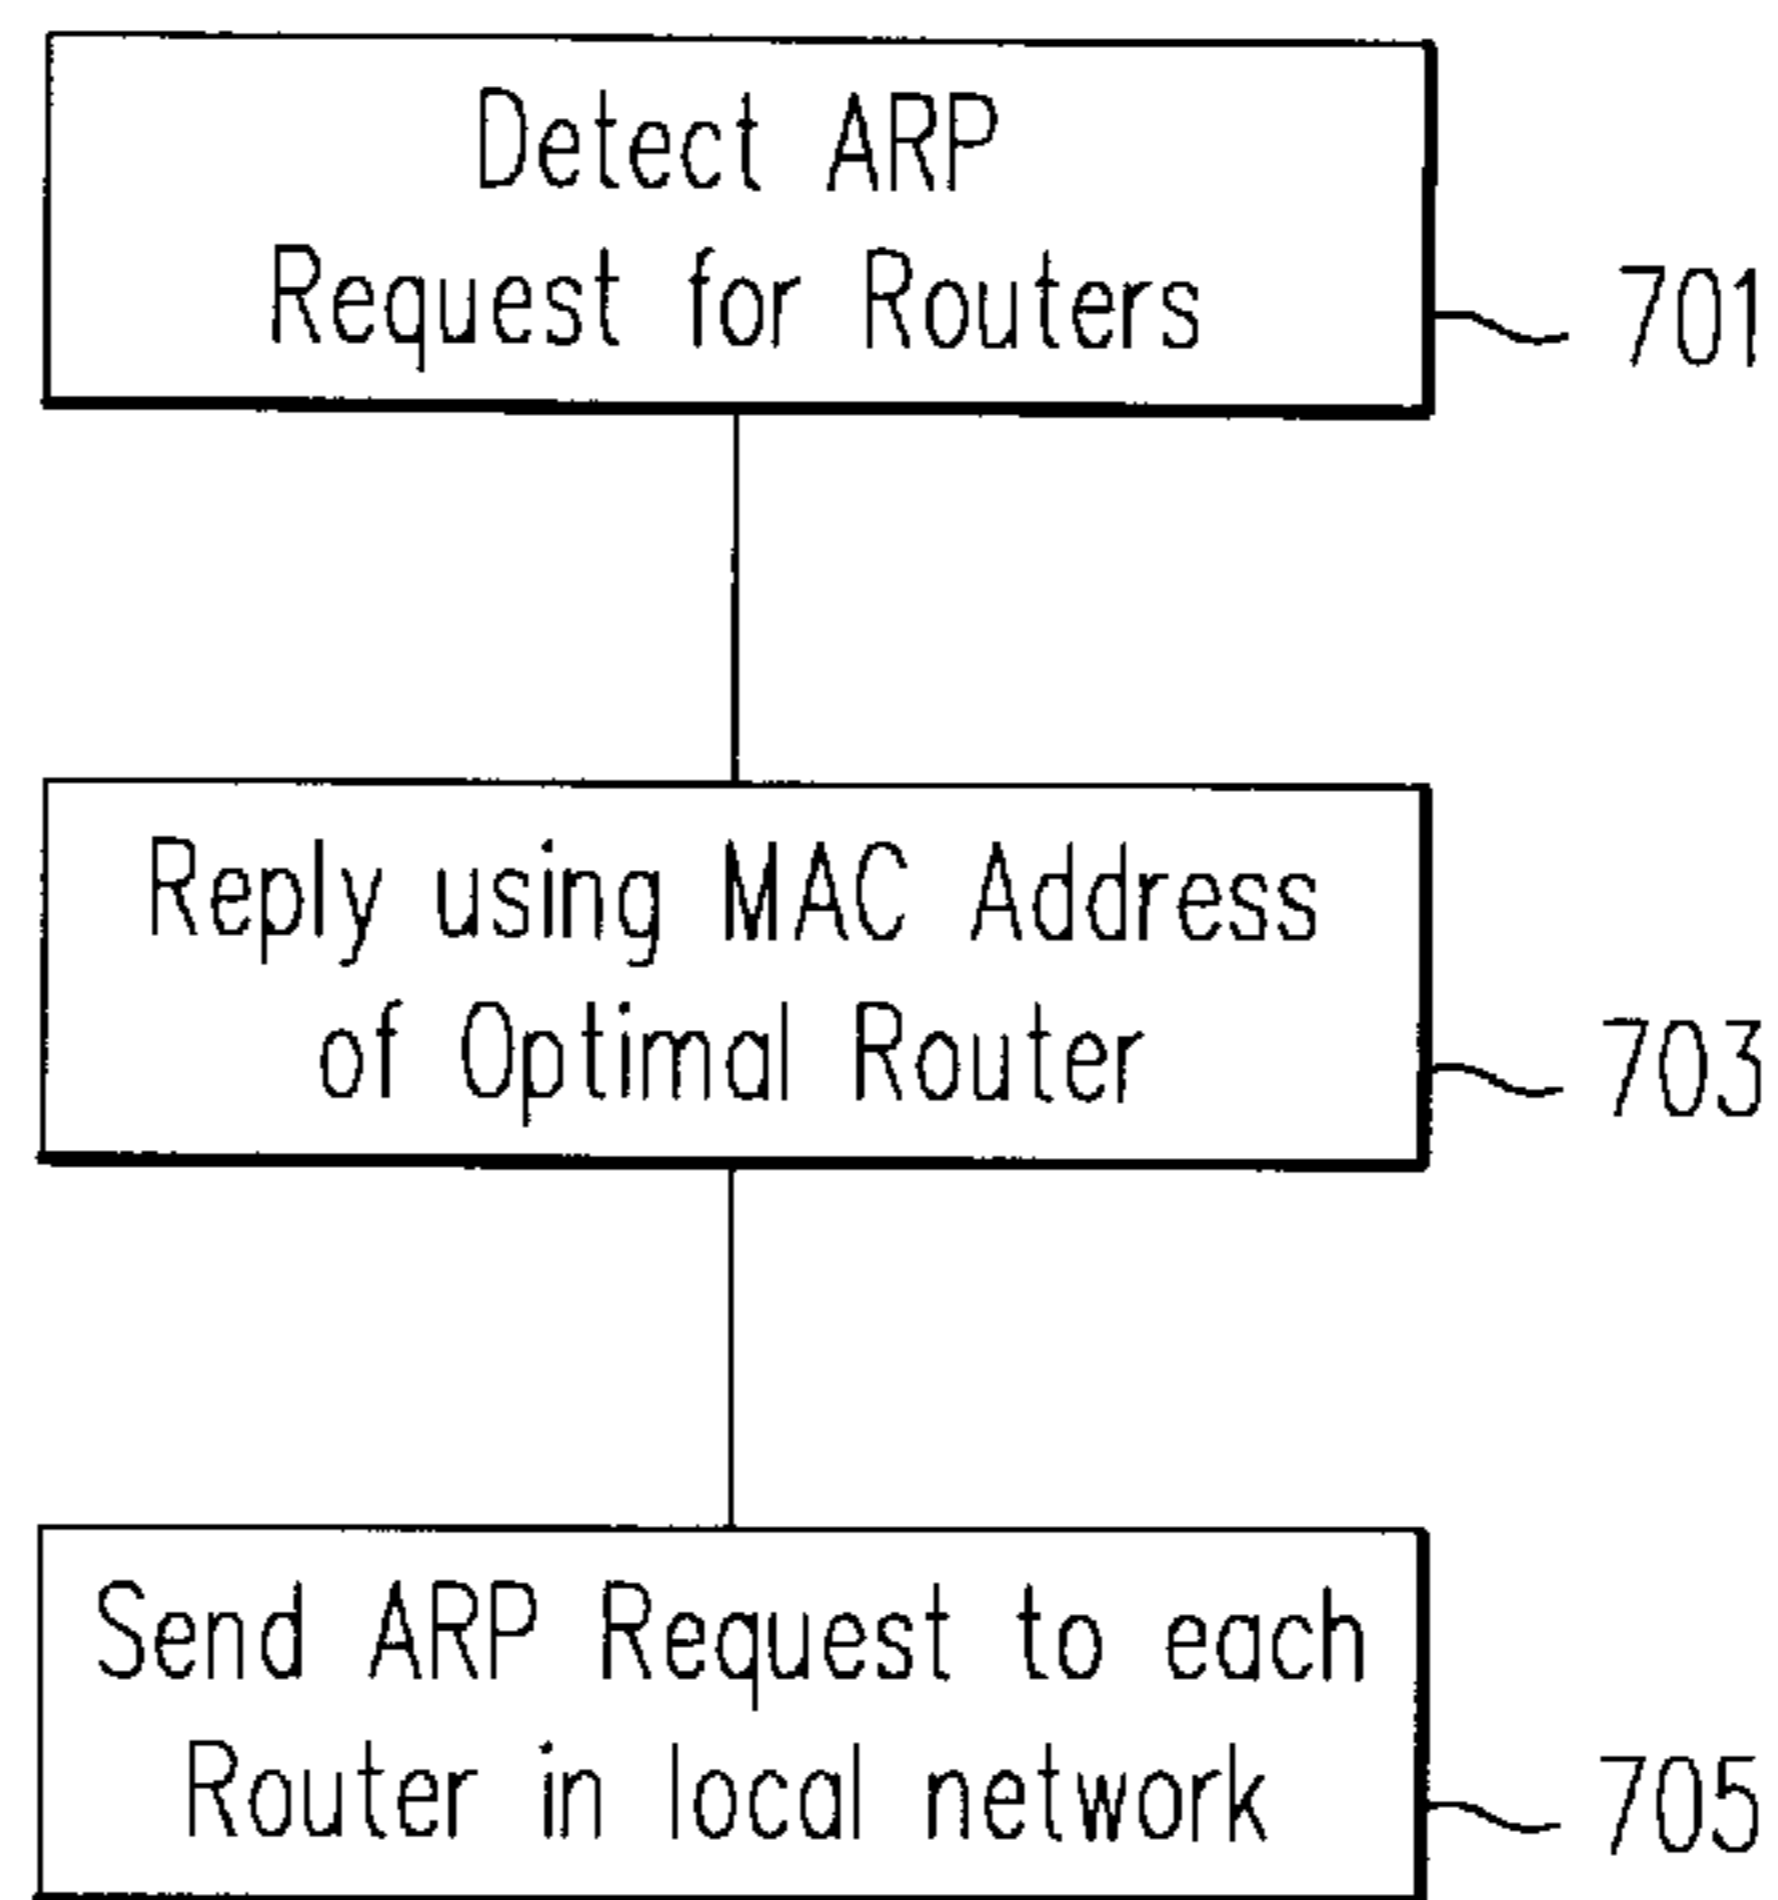 Detect ARP
Request for Routers
701
Reply using MAC Address
of Optimal Router
703
Send ARP Request to each
Router in local network
705